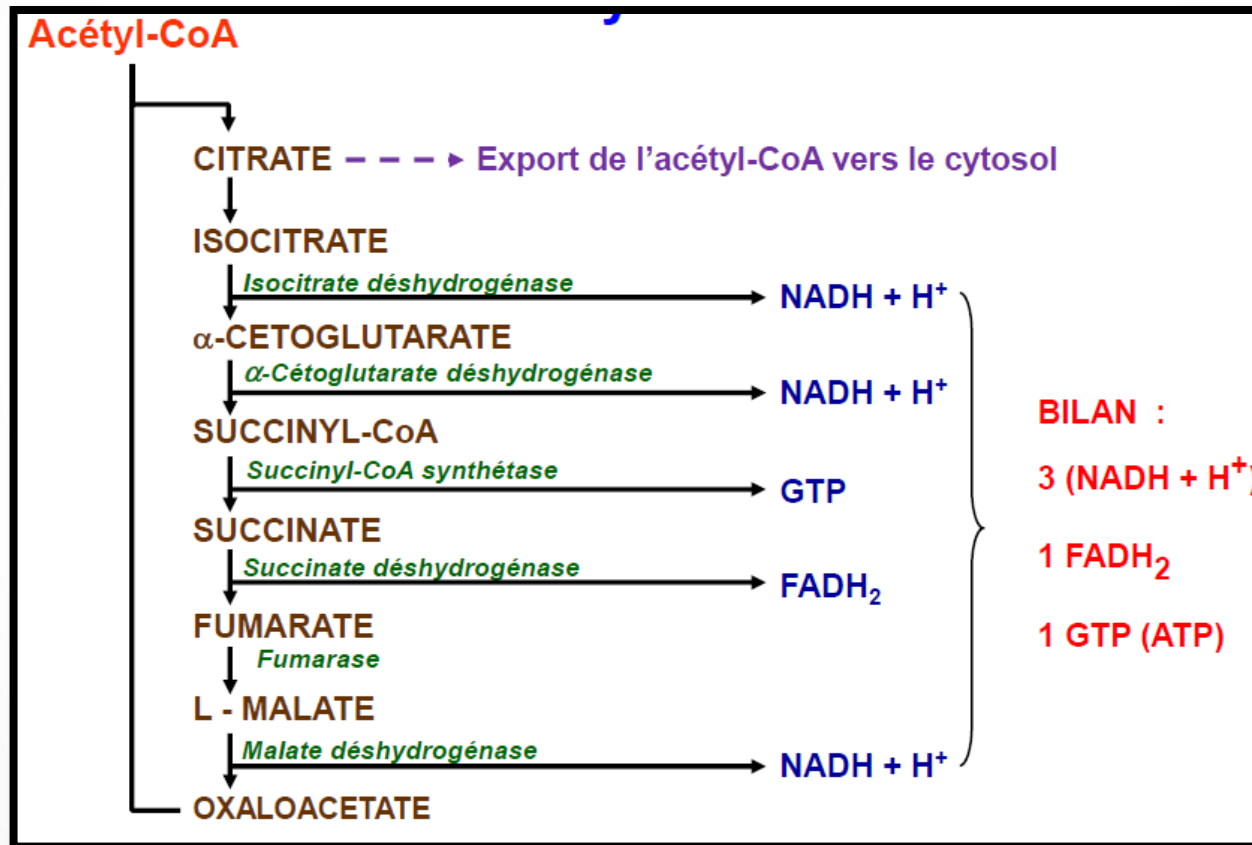 Acétyl-CoA
CITRATE
Export de l'acétyl-CoA vers le cytosol
ISOCITRATE
Isocitrate déshydrogénase
NADH + H+
α-CETOGLUTARATE
α-Cétoglutarate déshydrogénase
NADH + H+
SUCCINYL-CoA
Succinyl-CoA synthétase
GTP
SUCCINATE
Succinate déshydrogénase
FADH2
FUMARATE
Fumarase
L - MALATE
Malate déshydrogénase
NADH + H+
OXALOACETATE
BILAN :
3 (NADH + H+)
1 FADH2
1 GTP (ATP)